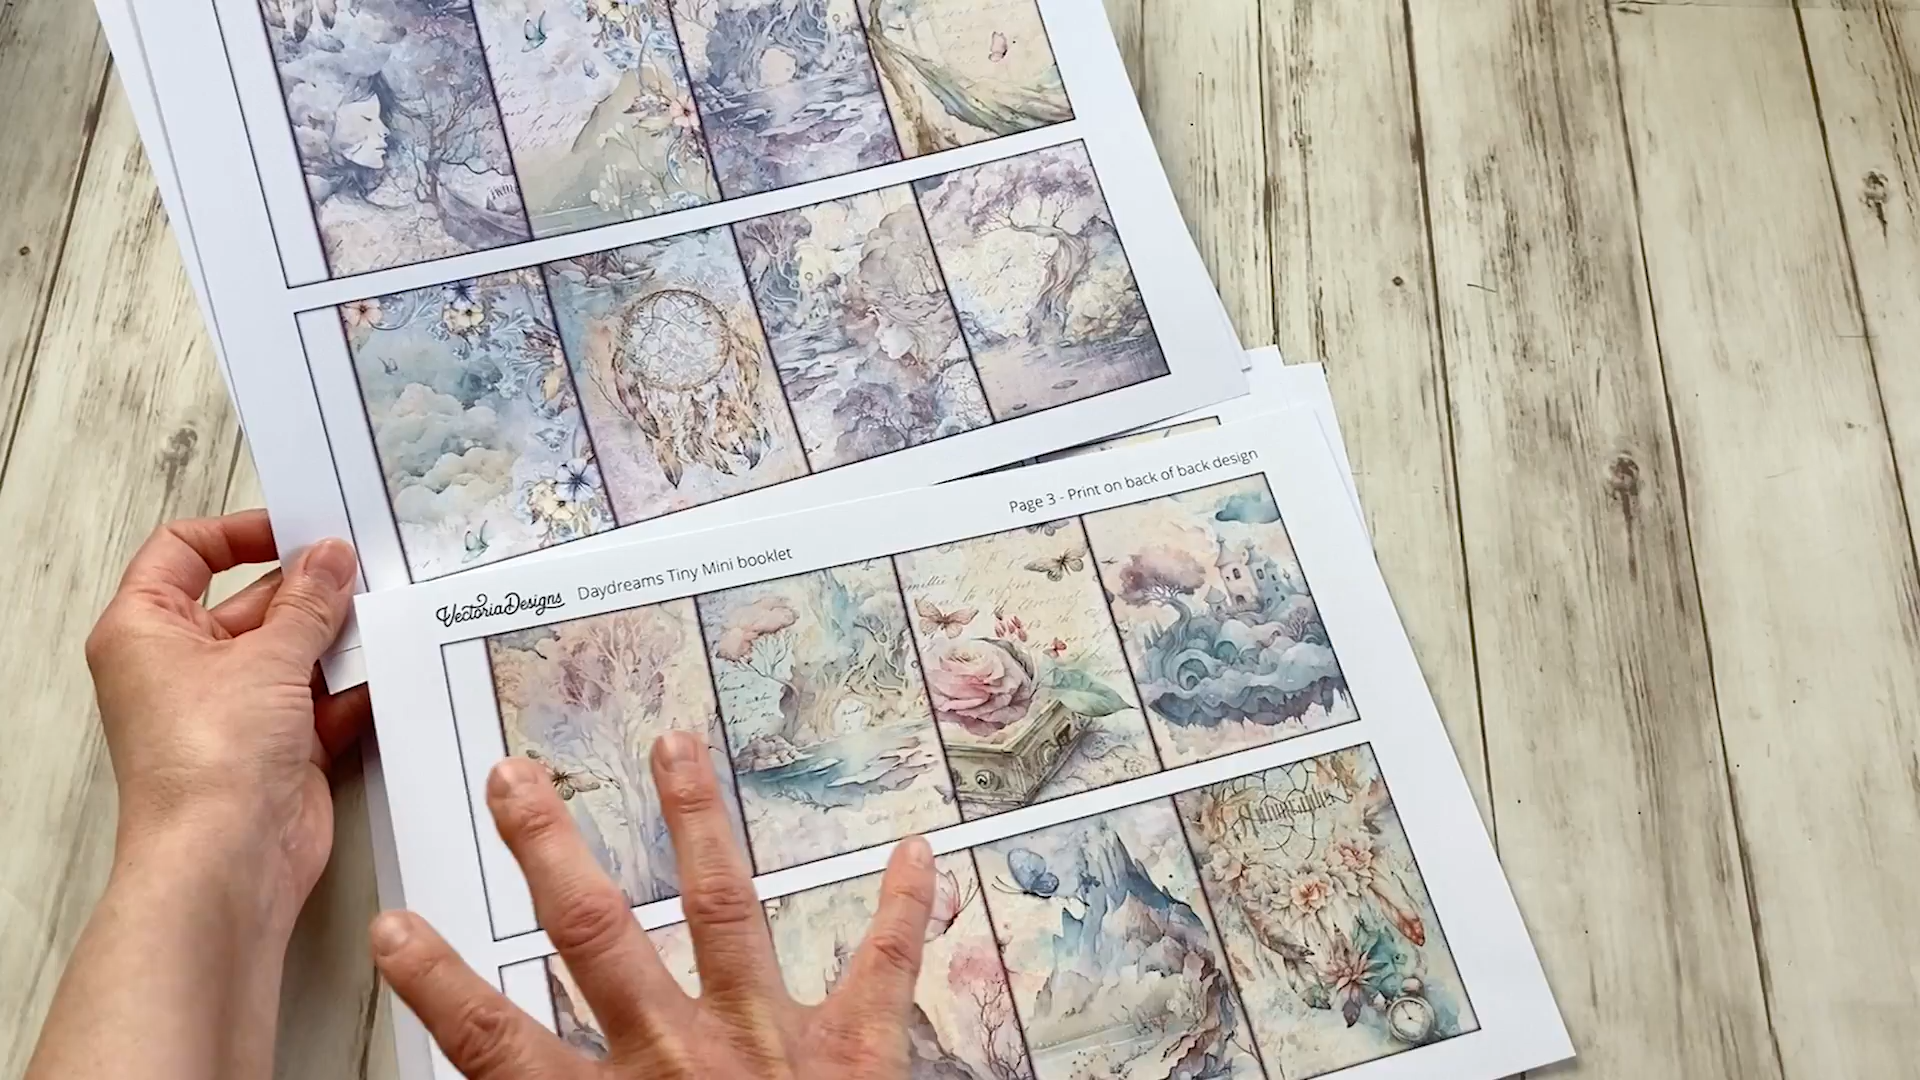 Page 3 - Print on back of back design
VectoriaDesigns Daydreams Tiny Mini booklet